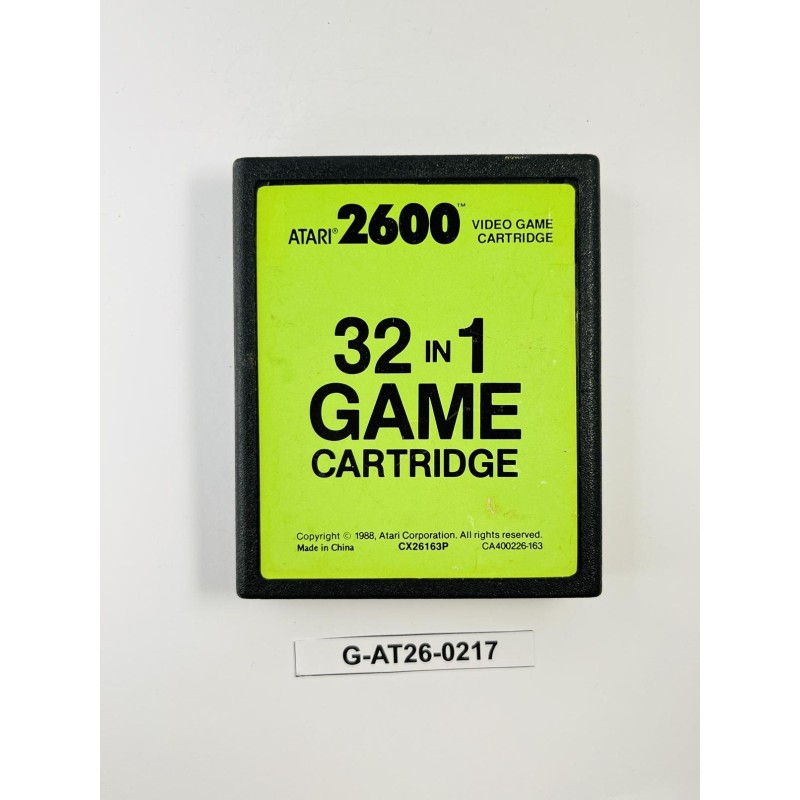 ATARI® 2600™ VIDEO GAME
CARTRIDGE
32 IN 1
GAME
CARTRIDGE
Copyright © 1988, Atari Corporation. All rights reserved.
Made in China CX26163P CA400226-163
G-AT26-0217